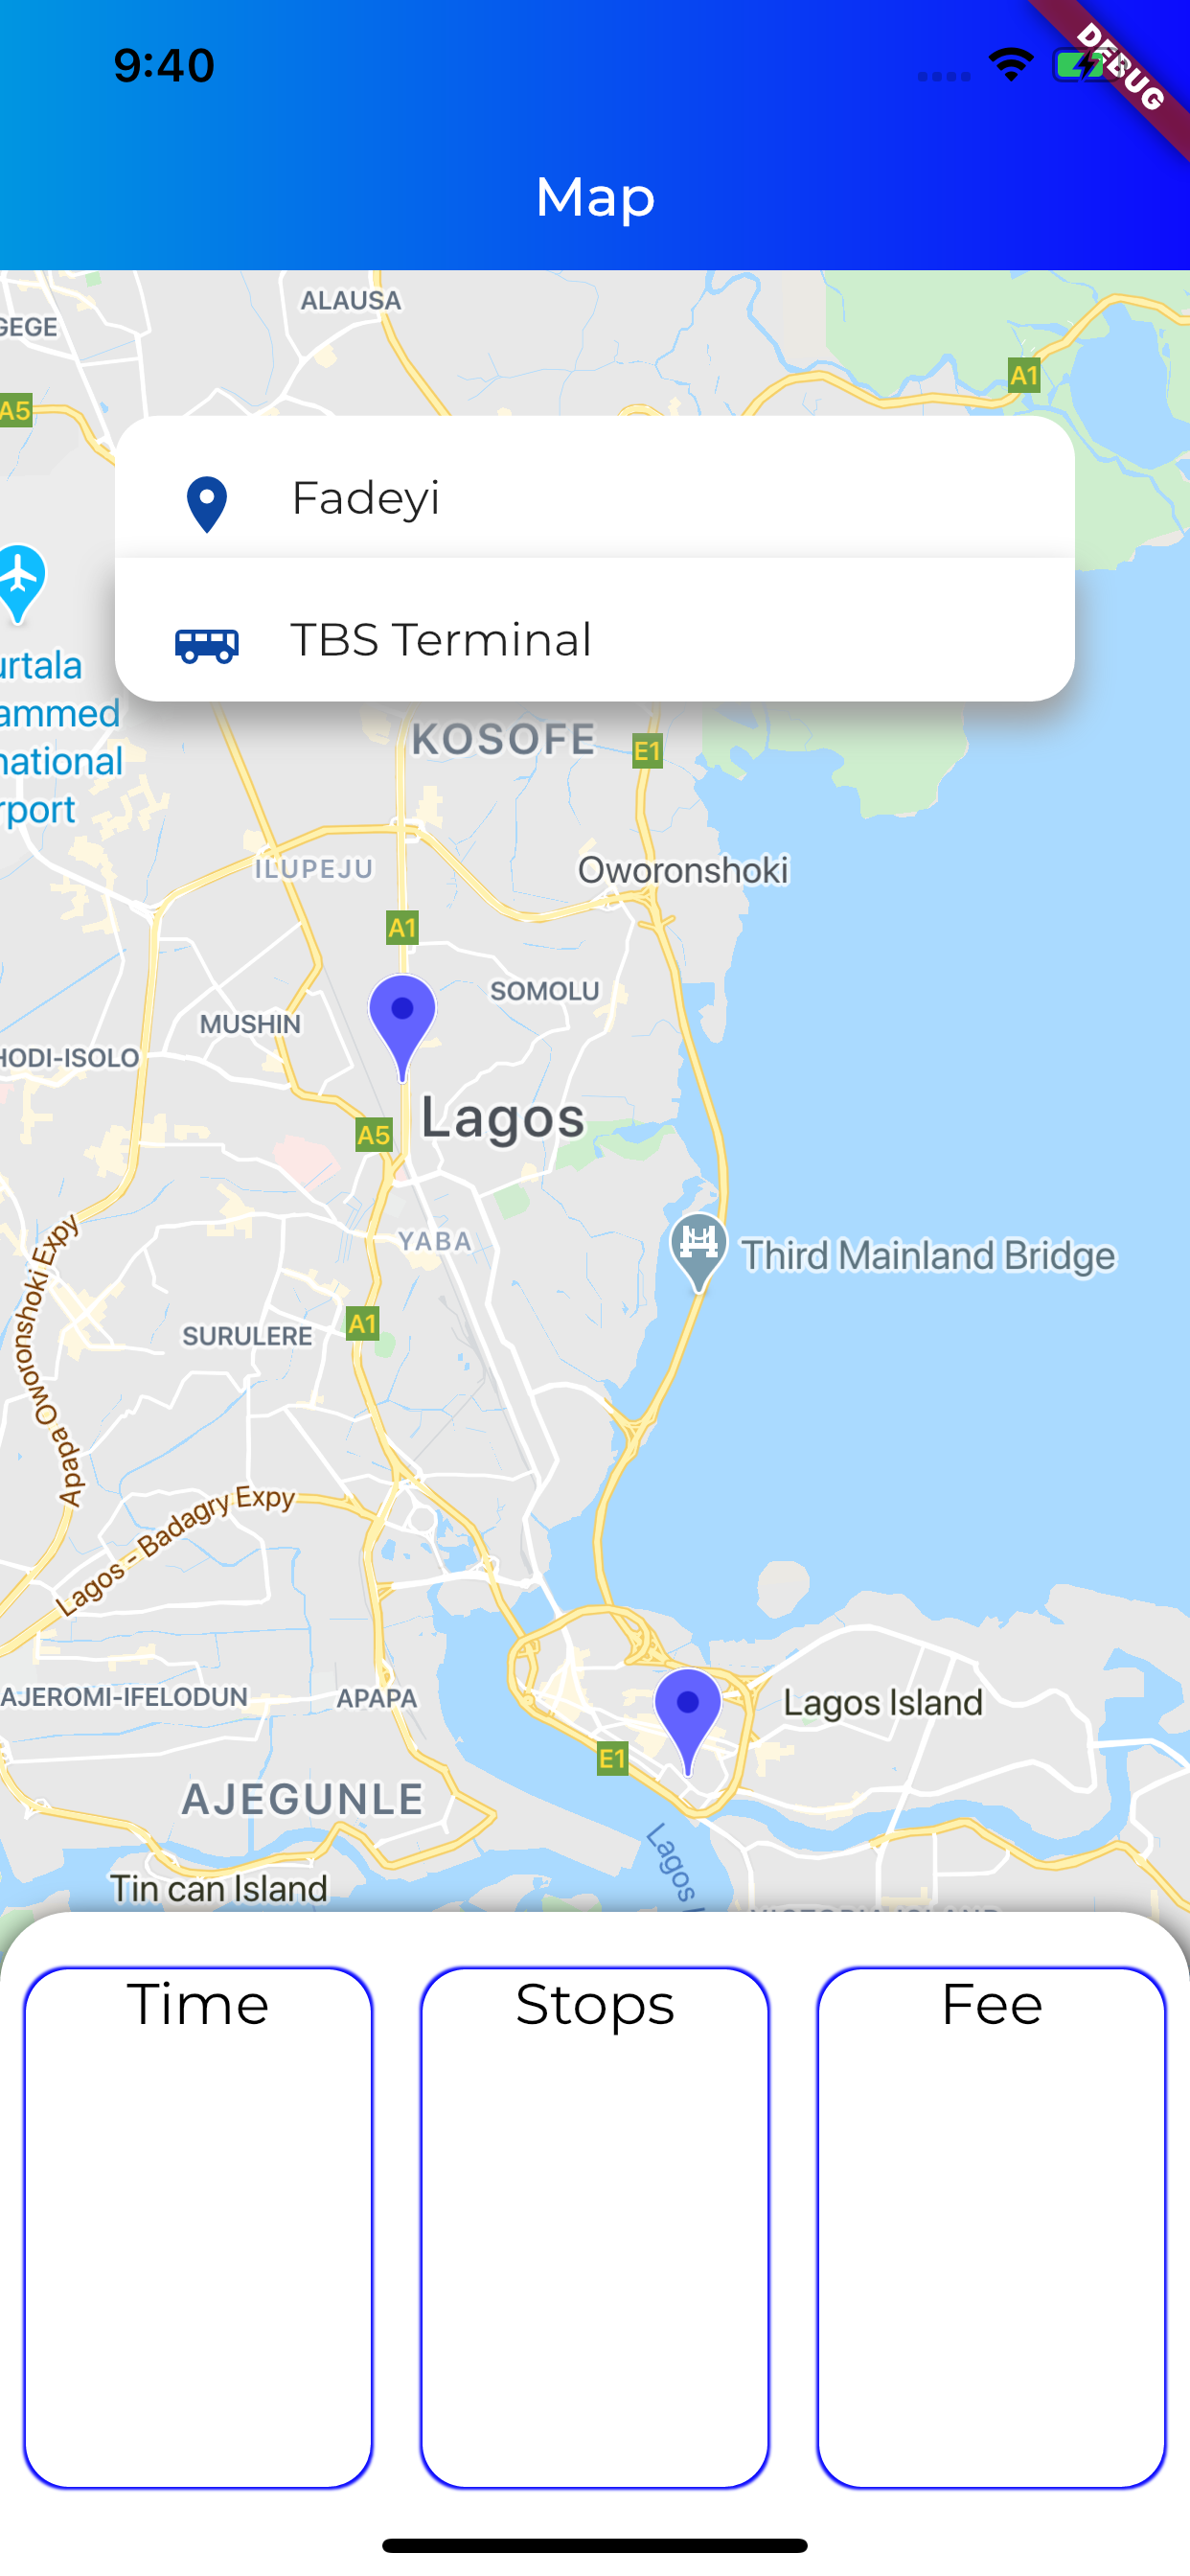 9:40
DEBUG
Map
ALAUSA
GEGE
A1
A5
Fadeyi
TBS Terminal
urtala
ammed
national
rport
KOSOFE
E1
ILUPEJU
Oworonshoki
A1
SOMOLU
MUSHIN
HODI-ISOLO
Lagos
A5
YABA
Third Mainland Bridge
Apapa Oworonshoki Expy
A1
SURULERE
Lagos - Badagry Expy
AJEROMI-IFELODUN
APAPA
Lagos Island
E1
AJEGUNLE
Lagos
Tin can Island
VICTORIA ISLAND
Time
Stops
Fee